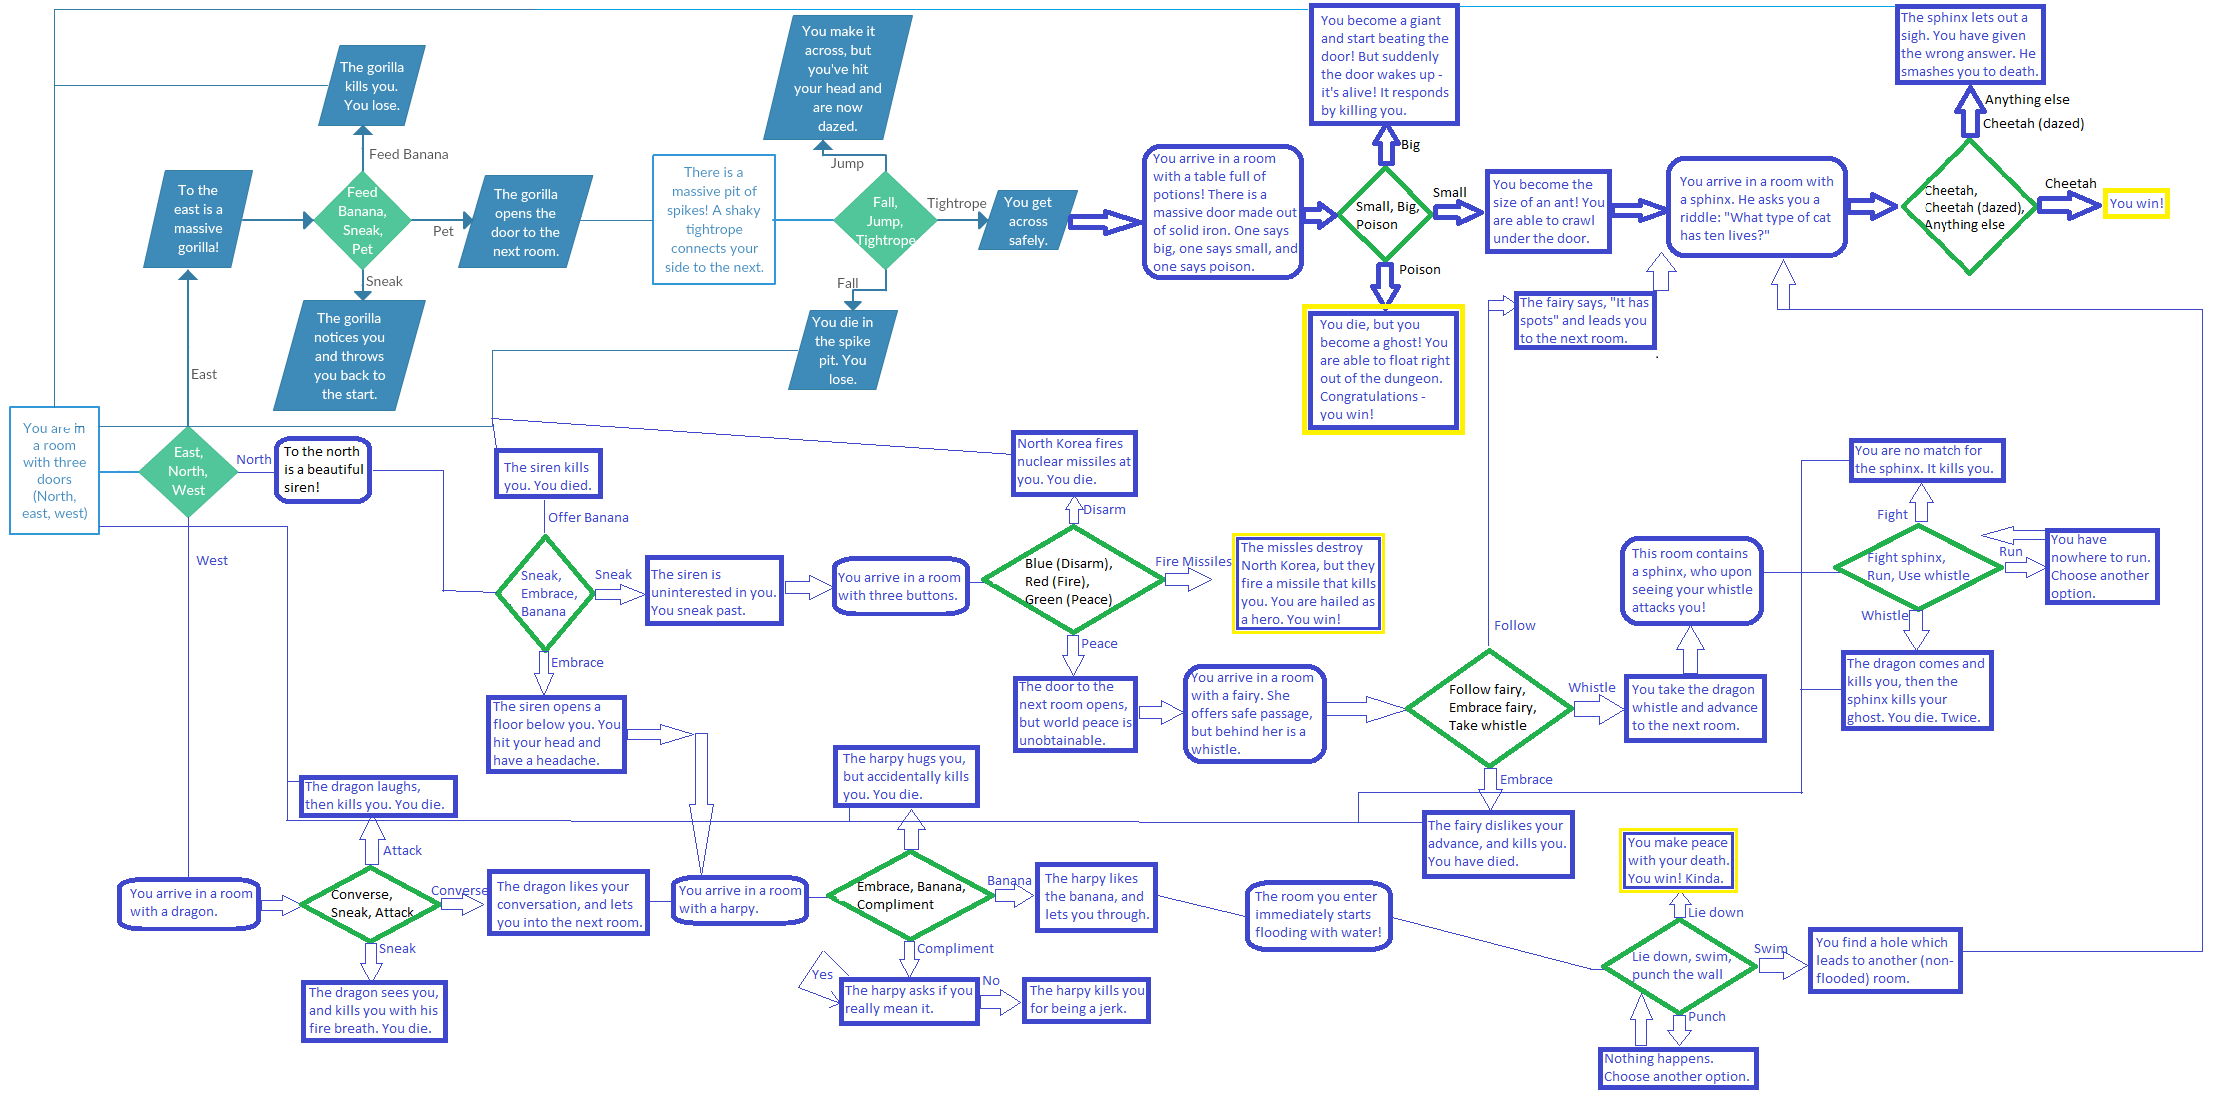 You become a giant
and start beating the
door! But suddenly
the door wakes up -
it's alive! It responds
by killing you.
The sphinx lets out a
sigh. You have given
the wrong answer. He
smashes you to death.
You make it
across, but
you've hit
your head and
are now
dazed.
The gorilla
kills you.
You lose.
Anything else
Cheetah (dazed)
Feed Banana
Jump
Big
To the
east is a
massive
gorilla!
Feed
Banana,
Sneak,
Pet
Pet
The gorilla
opens the
door to the
next room.
There is a
massive pit of
spikes! A shaky
tightrope
connects your
side to the next.
Fall,
Jump,
Tightrope
Tightrope
You get
across
safely.
You arrive in a room
with a table full of
potions! There is a
massive door made out
of solid iron. One says
big, one says small, and
one says poison.
Small, Big,
Poison
Small
You become the
size of an ant! You
are able to crawl
under the door.
You arrive in a room with
a sphinx. He asks you a
riddle: "What type of cat
has ten lives?"
Cheetah,
Cheetah (dazed),
Anything else
Cheetah
You win!
Sneak
Fall
Poison
The gorilla
notices you
and throws
you back to
the start.
You die in
the spike
pit. You
lose.
You die, but you
become a ghost! You
are able to float right
out of the dungeon.
Congratulations -
you win!
The fairy says, "It has
spots" and leads you
to the next room.
East
You are in
a room
with three
doors
(North,
east, west)
East,
North,
West
North
To the north
is a beautiful
siren!
The siren kills
you. You died.
North Korea fires
nuclear missiles at
you. You die.
You are no match for
the sphinx. It kills you.
Offer Banana
Disarm
Fight
West
Sneak,
Embrace,
Banana
Sneak
The siren is
uninterested in you.
You sneak past.
You arrive in a room
with three buttons.
Blue (Disarm),
Red (Fire),
Green (Peace)
Fire Missiles
The missles destroy
North Korea, but they
fire a missile that kills
you. You are hailed as
a hero. You win!
This room contains
a sphinx, who upon
seeing your whistle
attacks you!
Fight sphinx,
Run, Use whistle
Run
You have
nowhere to run.
Choose another
option.
Embrace
Peace
Follow
Whistle
The siren opens a
floor below you. You
hit your head and
have a headache.
The door to the
next room opens,
but world peace is
unobtainable.
You arrive in a room
with a fairy. She
offers safe passage,
but behind her is a
whistle.
Follow fairy,
Embrace fairy,
Take whistle
Whistle
You take the dragon
whistle and advance
to the next room.
The dragon comes and
kills you, then the
sphinx kills your
ghost. You die. Twice.
The dragon laughs,
then kills you. You die.
The harpy hugs you,
but accidentally kills
you. You die.
Embrace
Attack
The fairy dislikes your
advance, and kills you.
You have died.
You make peace
with your death.
You win! Kinda.
You arrive in a room
with a dragon.
Converse,
Sneak, Attack
Converse
The dragon likes your
conversation, and lets
you into the next room.
You arrive in a room
with a harpy.
Embrace, Banana,
Compliment
Banana
The harpy likes
the banana, and
lets you through.
The room you enter
immediately starts
flooding with water!
Lie down
Lie down, swim,
punch the wall
Swim
You find a hole which
leads to another (non-
flooded) room.
Sneak
Compliment
Yes
The dragon sees you,
and kills you with his
fire breath. You die.
The harpy asks if you
really mean it.
No
The harpy kills you
for being a jerk.
Punch
Nothing happens.
Choose another option.